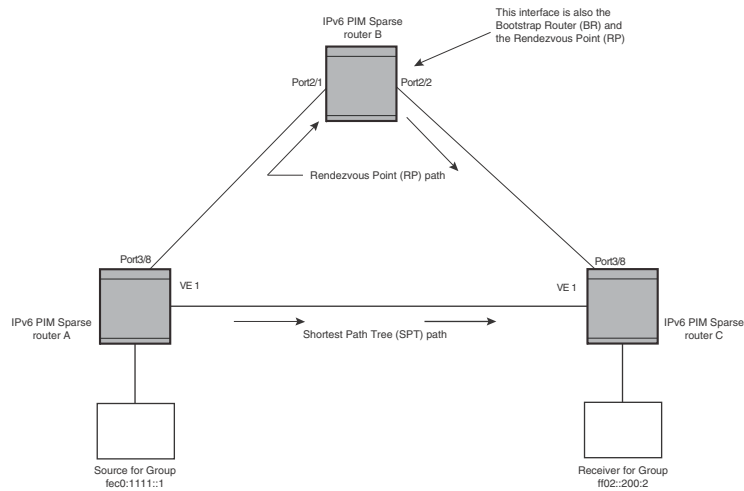 IPv6 PIM Sparse
router B
This interface is also the
Bootstrap Router (BR) and
the Rendezvous Point (RP)
Port2/1
Port2/2
Rendezvous Point (RP) path
Port3/8
Port3/8
VE 1
VE 1
IPv6 PIM Sparse
router A
Shortest Path Tree (SPT) path
IPv6 PIM Sparse
router C
Source for Group
fec0:1111::1
Receiver for Group
ff02::200:2